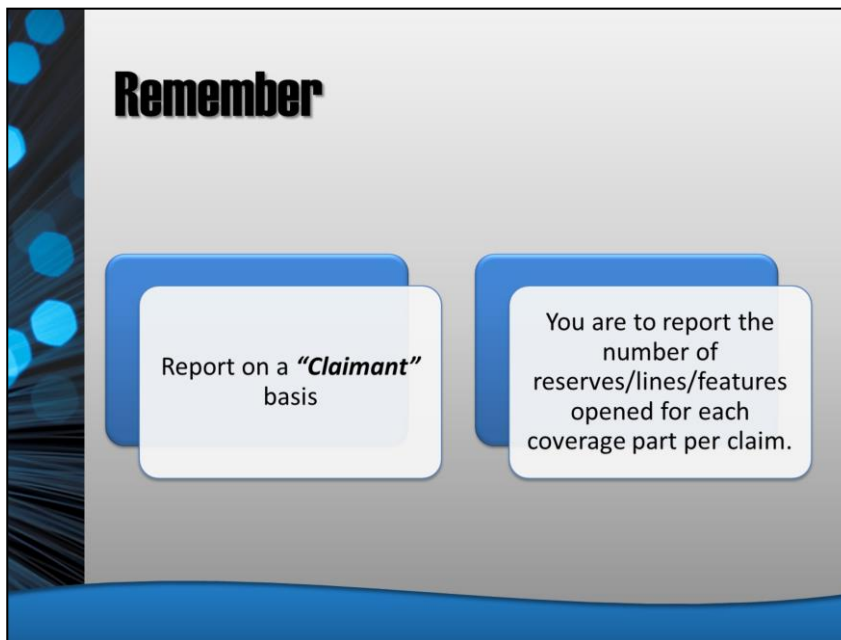 Remember
Report on a “Claimant”
basis
You are to report the
number of
reserves/lines/features
opened for each
coverage part per claim.